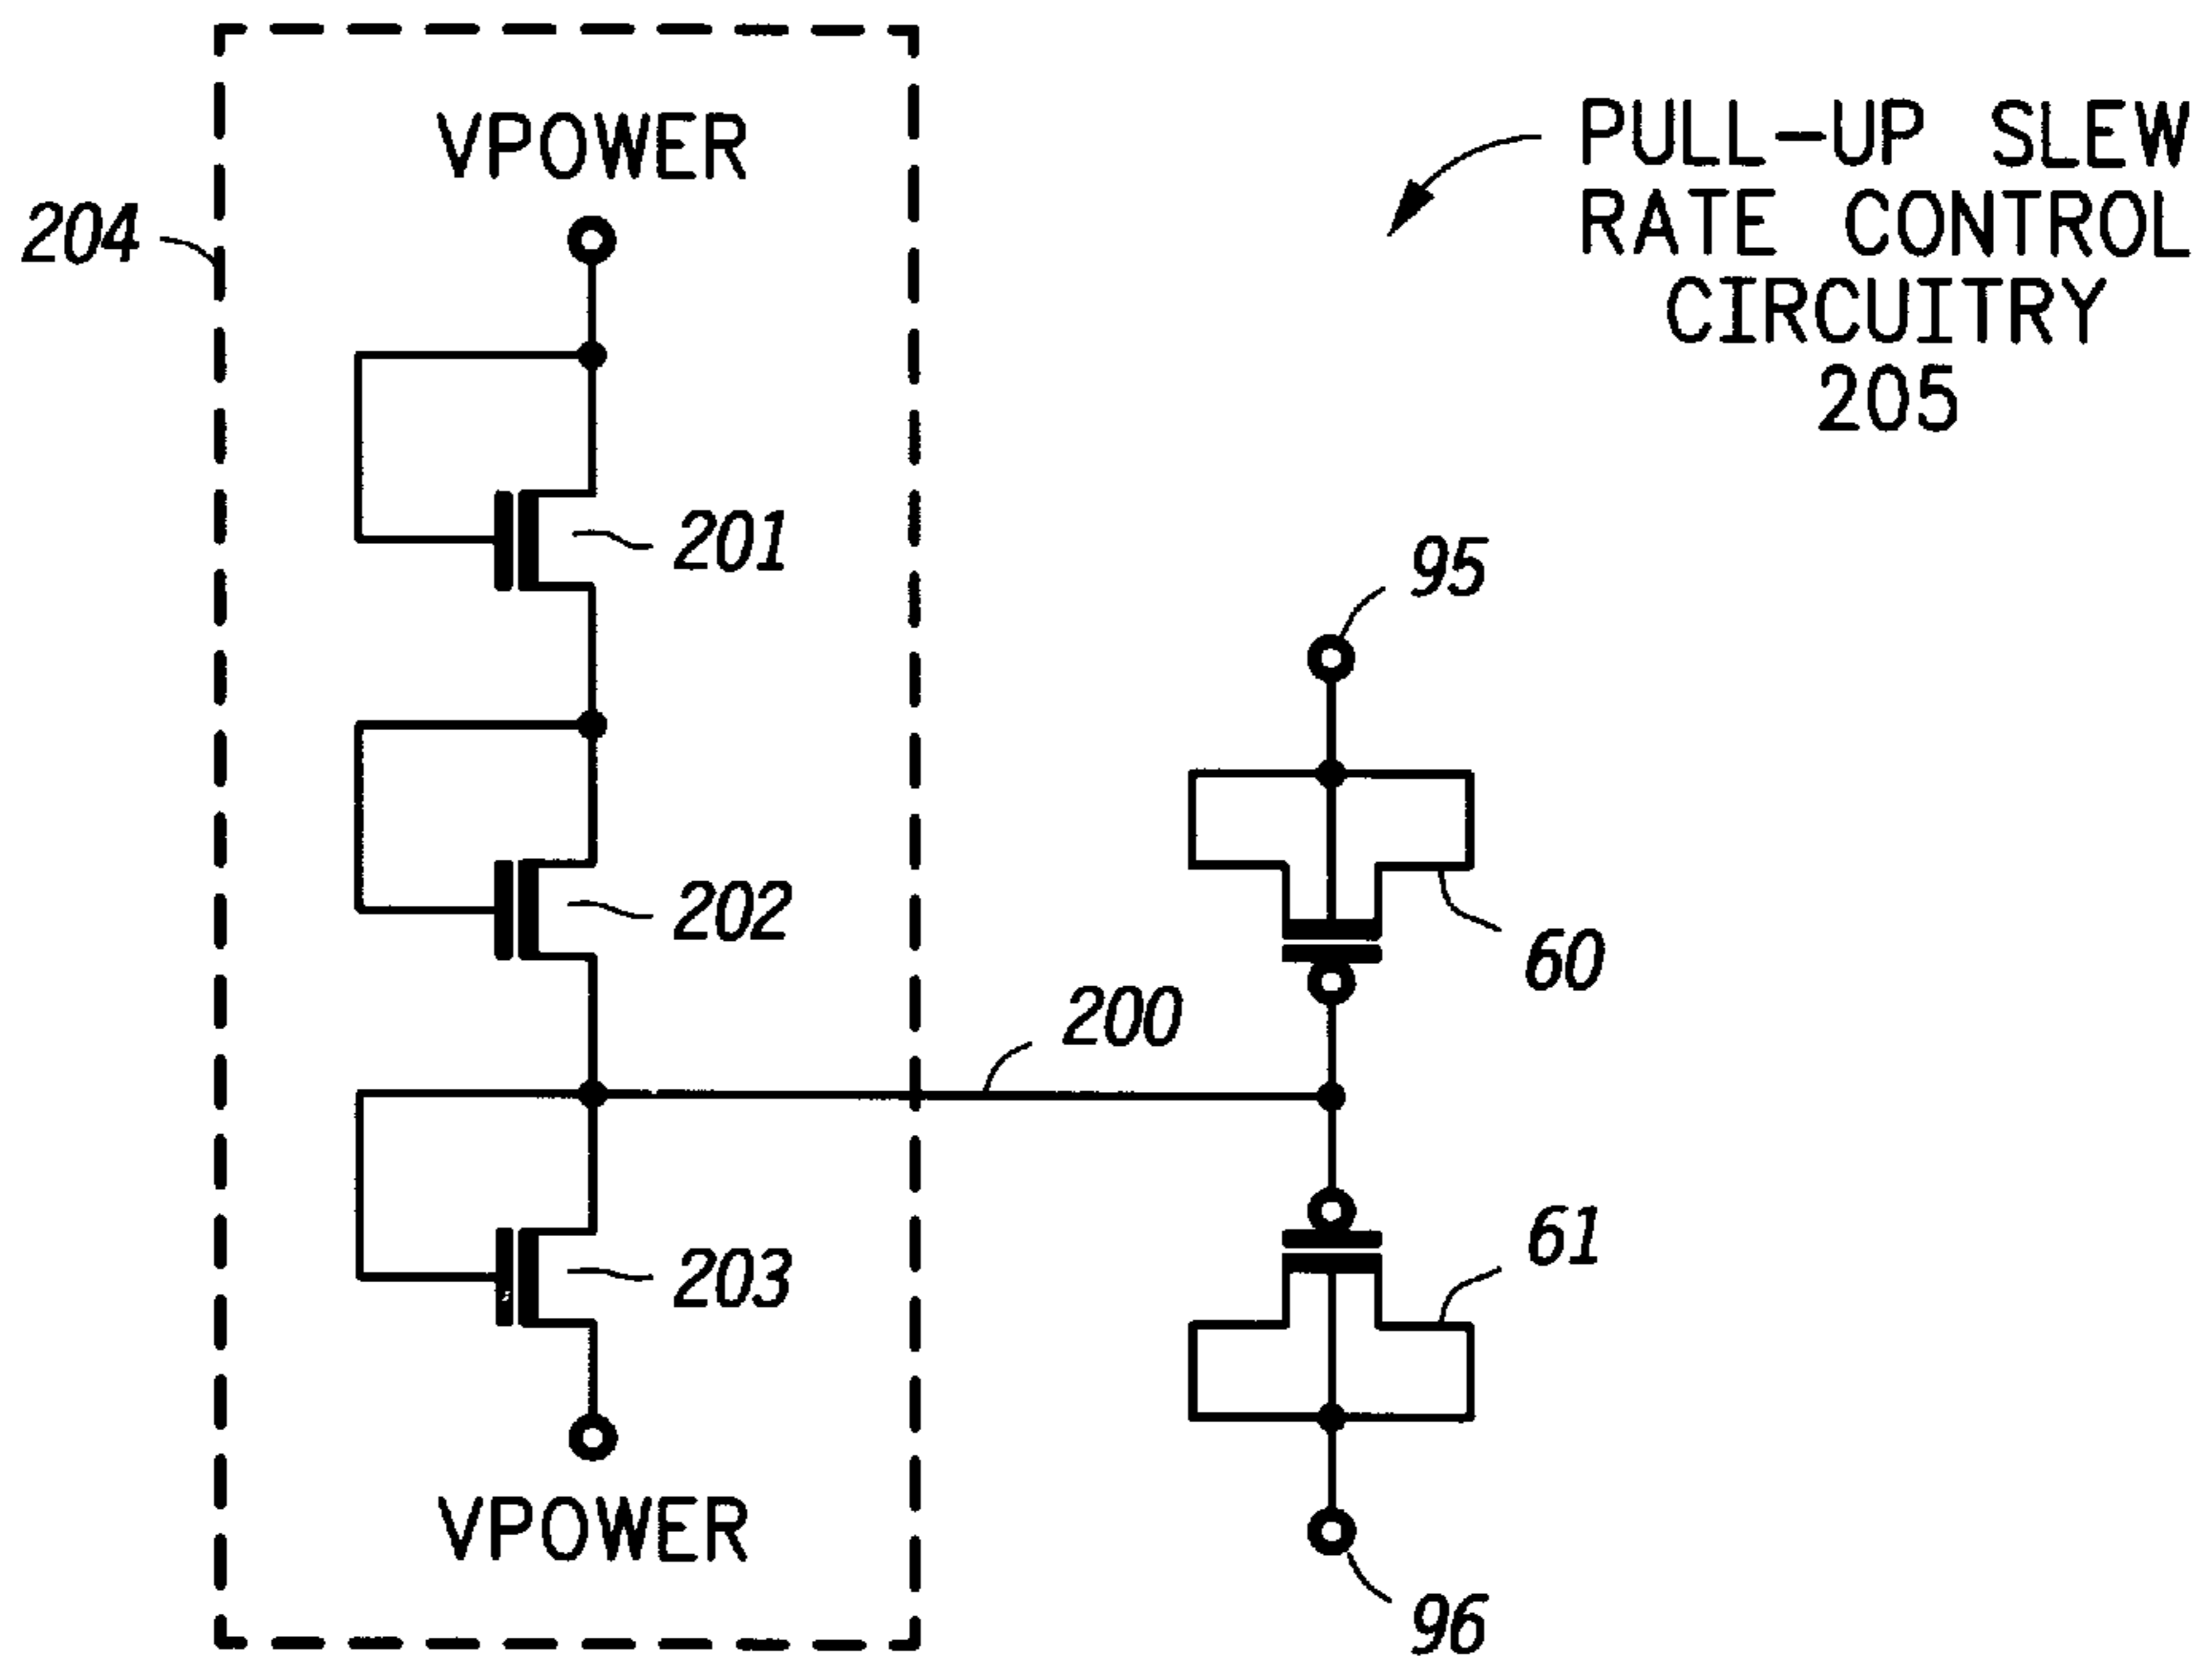 VPOWER
204
PULL-UP SLEW
RATE CONTROL
CIRCUITRY
205
201
95
202
60
200
61
203
VPOWER
96